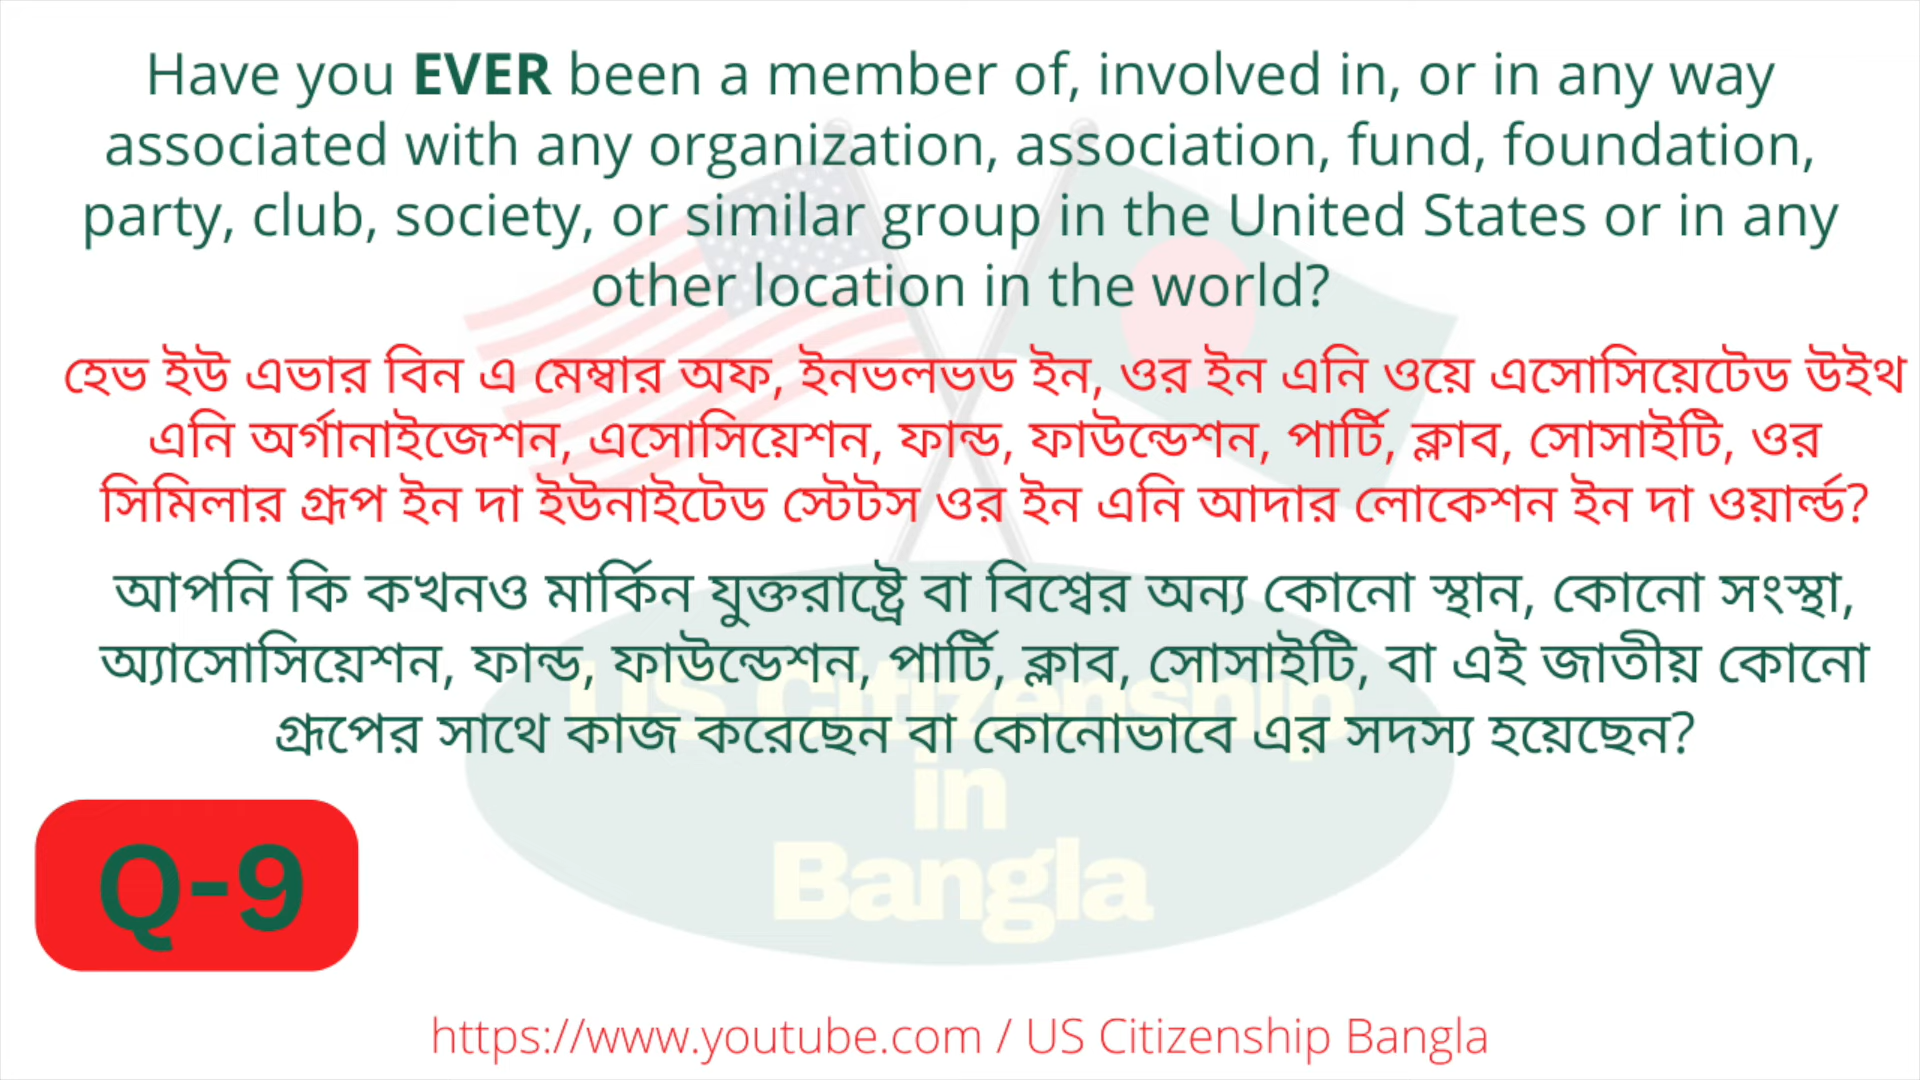 Have you EVER been a member of, involved in, or in any way
associated with any organization, association, fund, foundation,
party, club, society, or similar group in the United States or in any
other location in the world?
হেভ ইউ এভার বিন এ মেম্বার অফ, ইনভলভড ইন, ওর ইন এনি ওয়ে এসোসিয়েটেড উইথ
এনি অর্গানাইজেশন, এসোসিয়েশন, ফান্ড, ফাউন্ডেশন, পার্টি, ক্লাব, সোসাইটি, ওর
সিমিলার গ্রূপ ইন দা ইউনাইটেড স্টেটস ওর ইন এনি আদার লোকেশন ইন দা ওয়ার্ল্ড?
আপনি কি কখনও মার্কিন যুক্তরাষ্ট্রে বা বিশ্বের অন্য কোনো স্থান, কোনো সংস্থা,
অ্যাসোসিয়েশন, ফান্ড, ফাউন্ডেশন, পার্টি, ক্লাব, সোসাইটি, বা এই জাতীয় কোনো
গ্রূপের সাথে কাজ করেছেন বা কোনোভাবে এর সদস্য হয়েছেন?
US Citizenship
in
Bangla
Q-9
https://www.youtube.com / US Citizenship Bangla